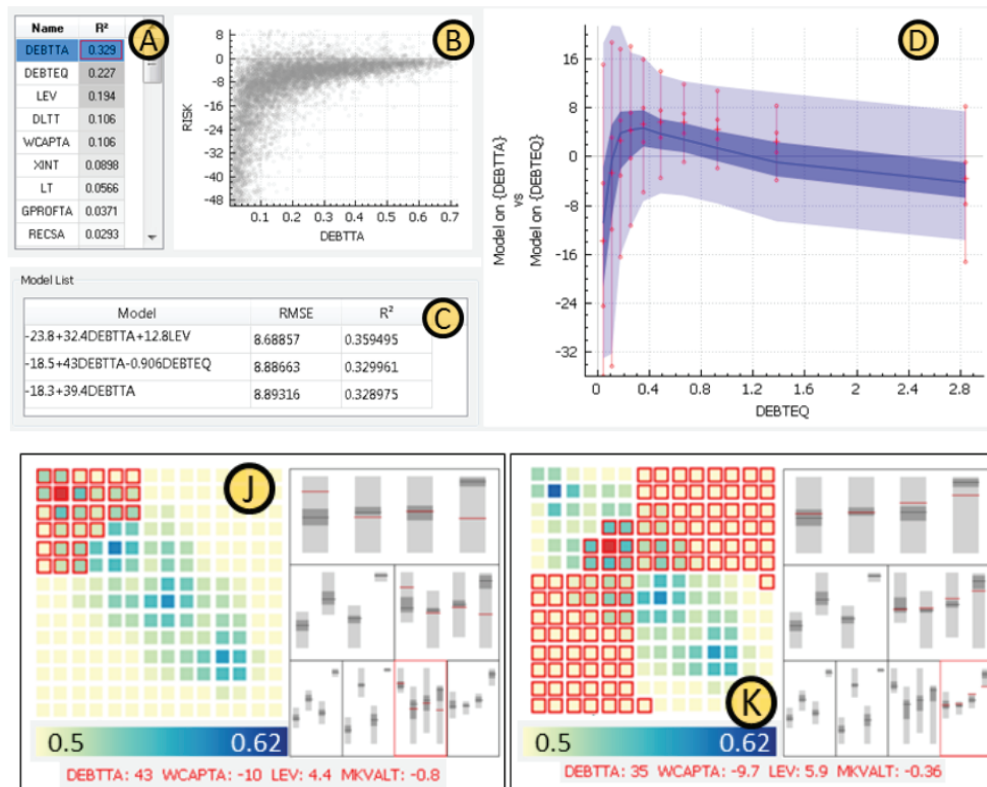 Name R²
A
DEBTTA 0.329
DEBTEQ 0.227
LEV 0.194
DLTT 0.106
WCAPTA 0.106
XINT 0.0898
LT 0.0566
GPROFTA 0.0371
RECSA 0.0293
B
8
0
-8
-16
-24
-32
-40
-48
RISK
0.1 0.2 0.3 0.4 0.5 0.6 0.7
DEBTTA
Model List
C
Model RMSE R²
-23.8+32.4DEBTTA+12.8LEV 8.68857 0.359495
-18.5+43DEBTTA-0.906DEBTEQ 8.88663 0.329961
-18.3+39.4DEBTTA 8.89316 0.328975
D
16
8
0
-8
-16
-24
-32
Model on {DEBTTA}
vs
Model on {DEBTEQ}
0 0.4 0.8 1.2 1.6 2 2.4 2.8
DEBTEQ
J
0.5 0.62
DEBTTA: 43 WCAPTA: -10 LEV: 4.4 MKVALT: -0.8
K
0.5 0.62
DEBTTA: 35 WCAPTA: -9.7 LEV: 5.9 MKVALT: -0.36